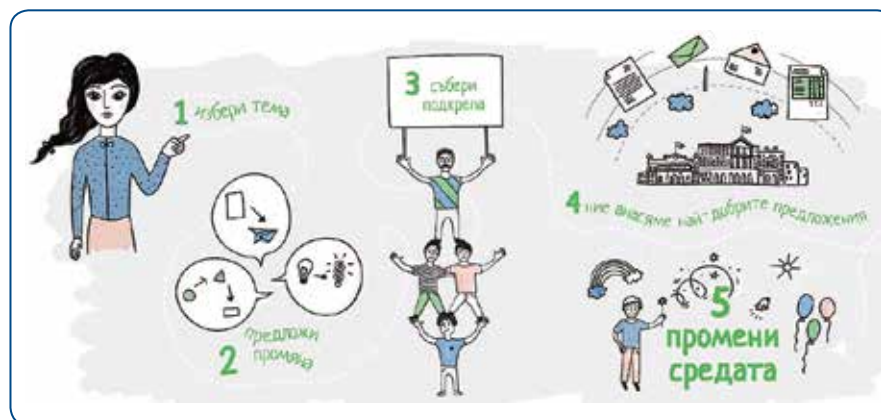 1 избери тема
2 предложи
промяна
3 събери
подкрепа
4 ние внасяме най-добрите предложения
5
промени
средата